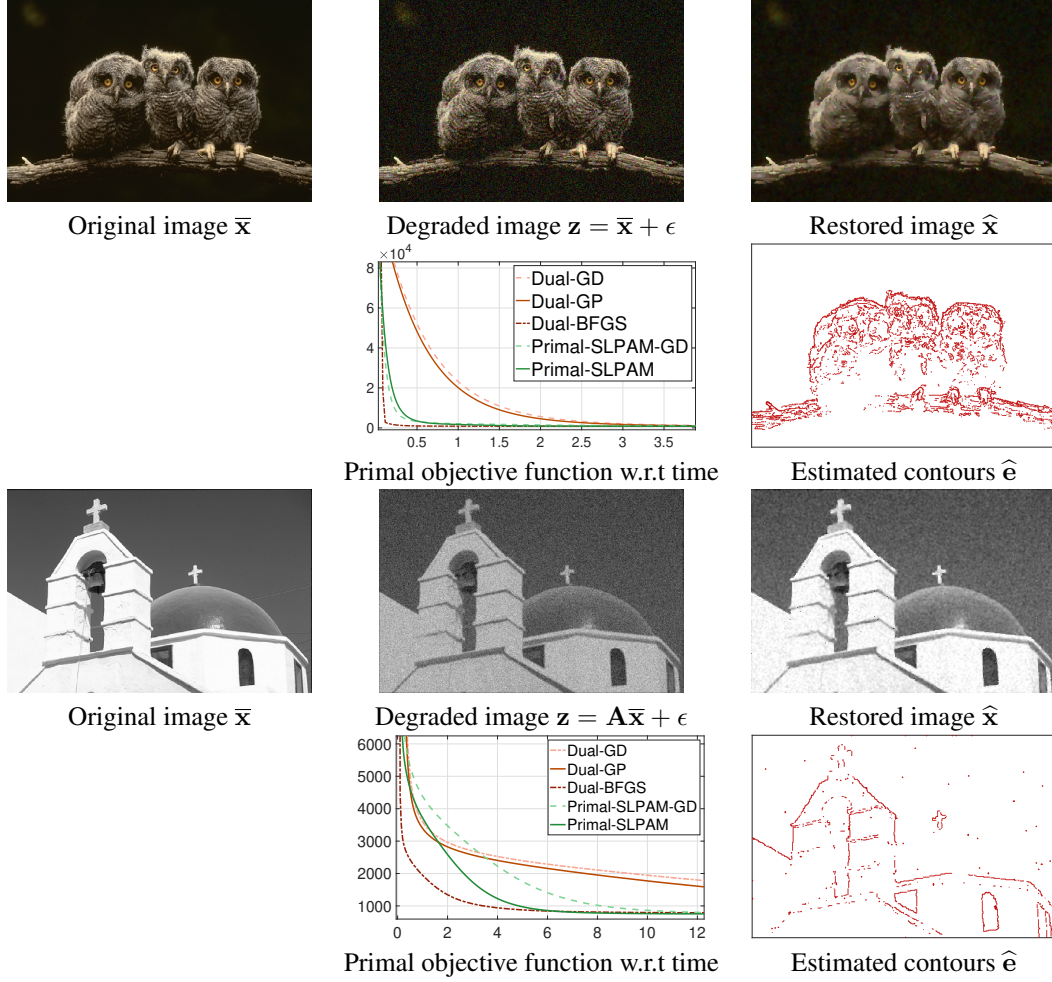 Original image x̅
Degraded image z = x̅ + ϵ
Restored image x̂
×10⁴
8
6
4
2
0
0.5 1 1.5 2 2.5 3 3.5
Dual-GD
Dual-GP
Dual-BFGS
Primal-SLPAM-GD
Primal-SLPAM
Primal objective function w.r.t time
Estimated contours ê
Original image x̅
Degraded image z = Ax̅ + ϵ
Restored image x̂
6000
5000
4000
3000
2000
1000
0 2 4 6 8 10 12
Dual-GD
Dual-GP
Dual-BFGS
Primal-SLPAM-GD
Primal-SLPAM
Primal objective function w.r.t time
Estimated contours ê